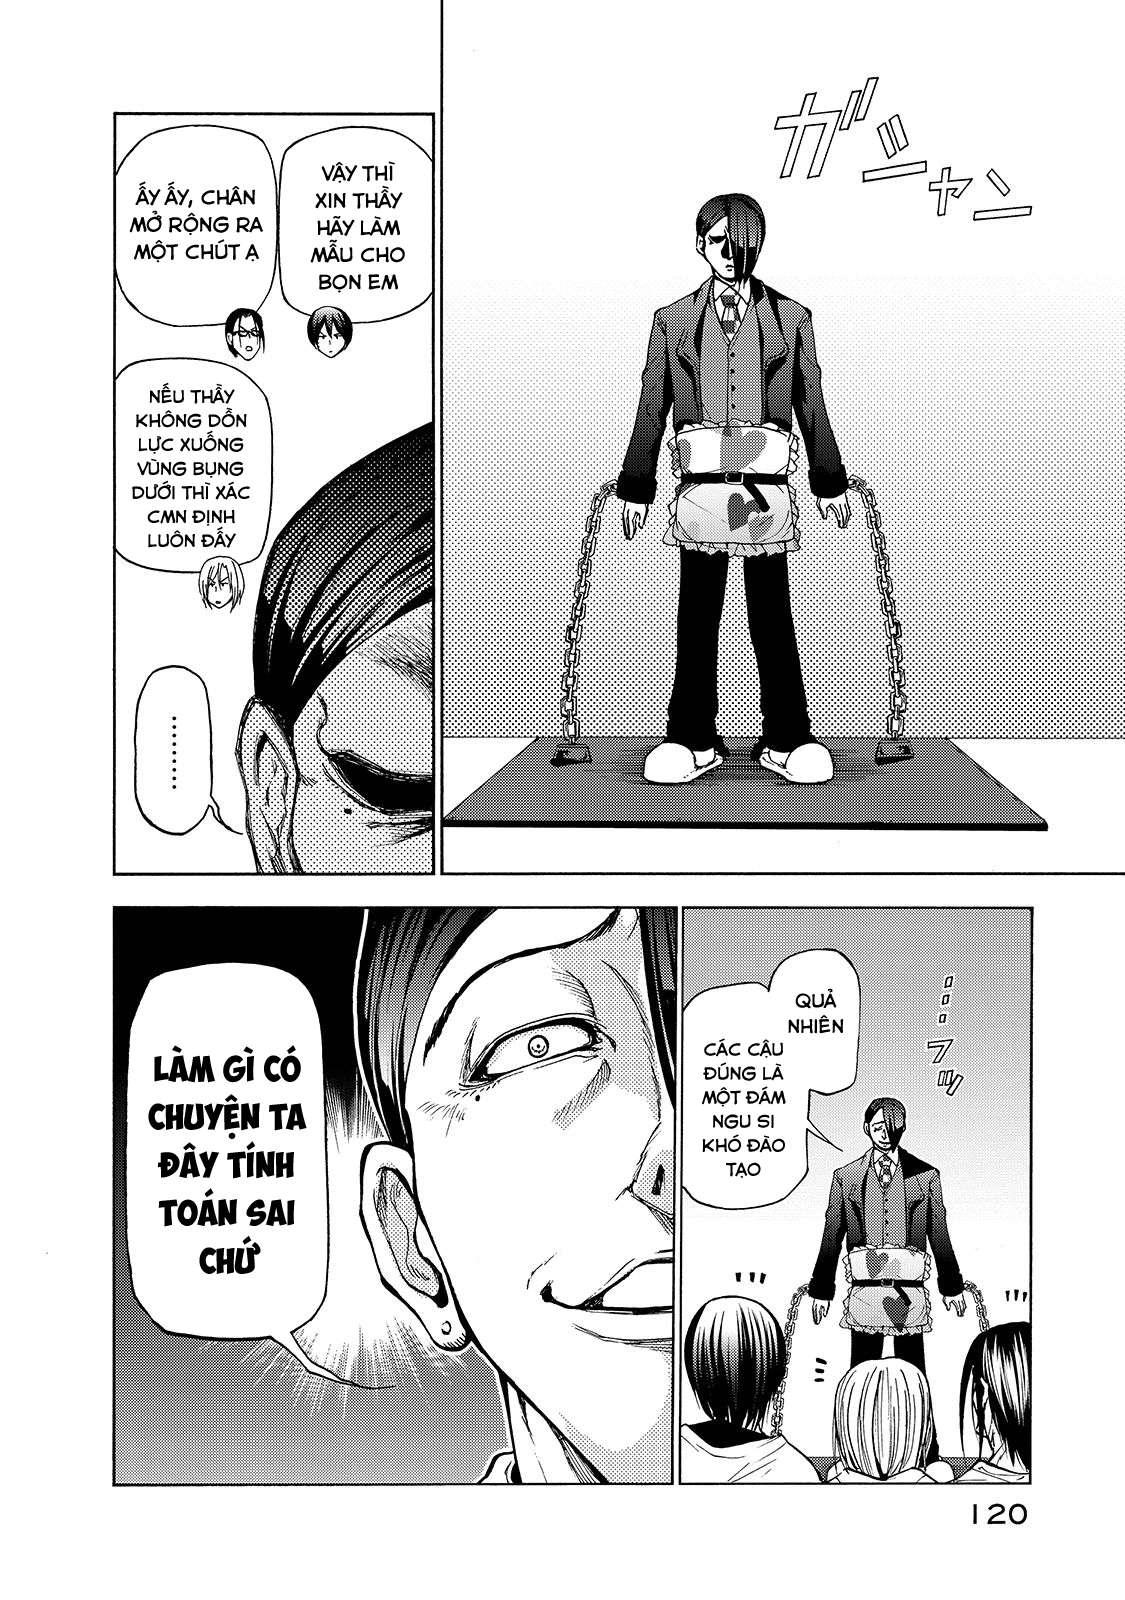 ガシャン
VẬY THÌ
XIN THẦY
HÃY LÀM
MẪU CHO
BỌN EM
ẤY ẤY, CHÂN
MỞ RỘNG RA
MỘT CHÚT Ạ
NẾU THẦY
KHÔNG DỒN
LỰC XUỐNG
VÙNG BỤNG
DƯỚI THÌ XÁC
CMN ĐỊNH
LUÔN ĐẤY
.........
....フッ
QUẢ
NHIÊN
CÁC CẬU
ĐÚNG LÀ
MỘT ĐÁM
NGU SI
KHÓ ĐÀO
TẠO
LÀM GÌ CÓ
CHUYỆN TA
ĐÂY TÍNH
TOÁN SAI
CHỨ
120